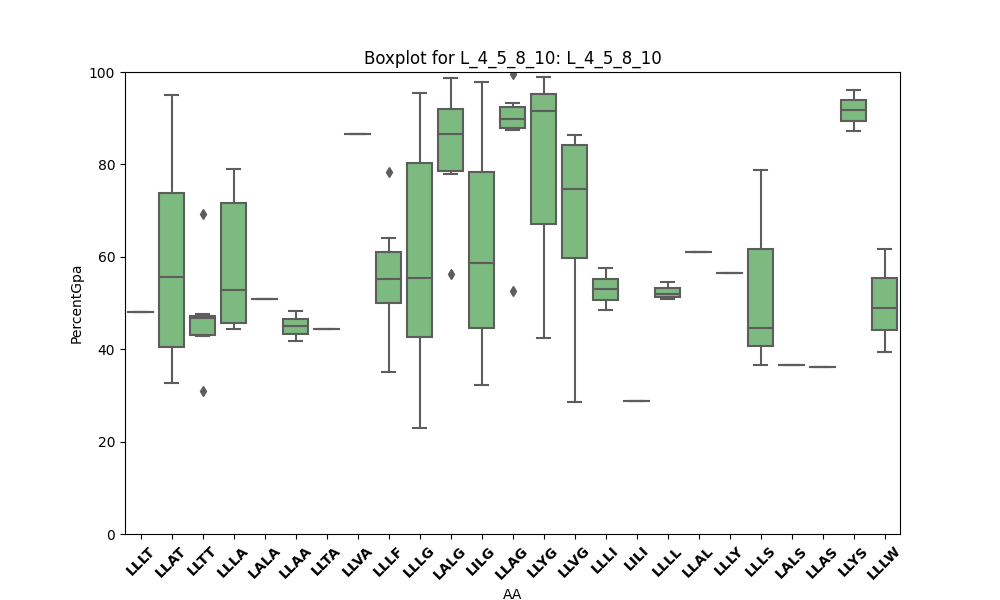 Boxplot for L_4_5_8_10: L_4_5_8_10
PercentGpa
100
80
60
40
20
0
LLLT LLAT LLTT LLLA LALA LLAA LLTA LLVA LLLF LLLG LALG LILG LLAG LLYG LLVG LLLI LILI LLLL LLAL LLLY LLLS LALS LLAS LLYS LLLW
AA